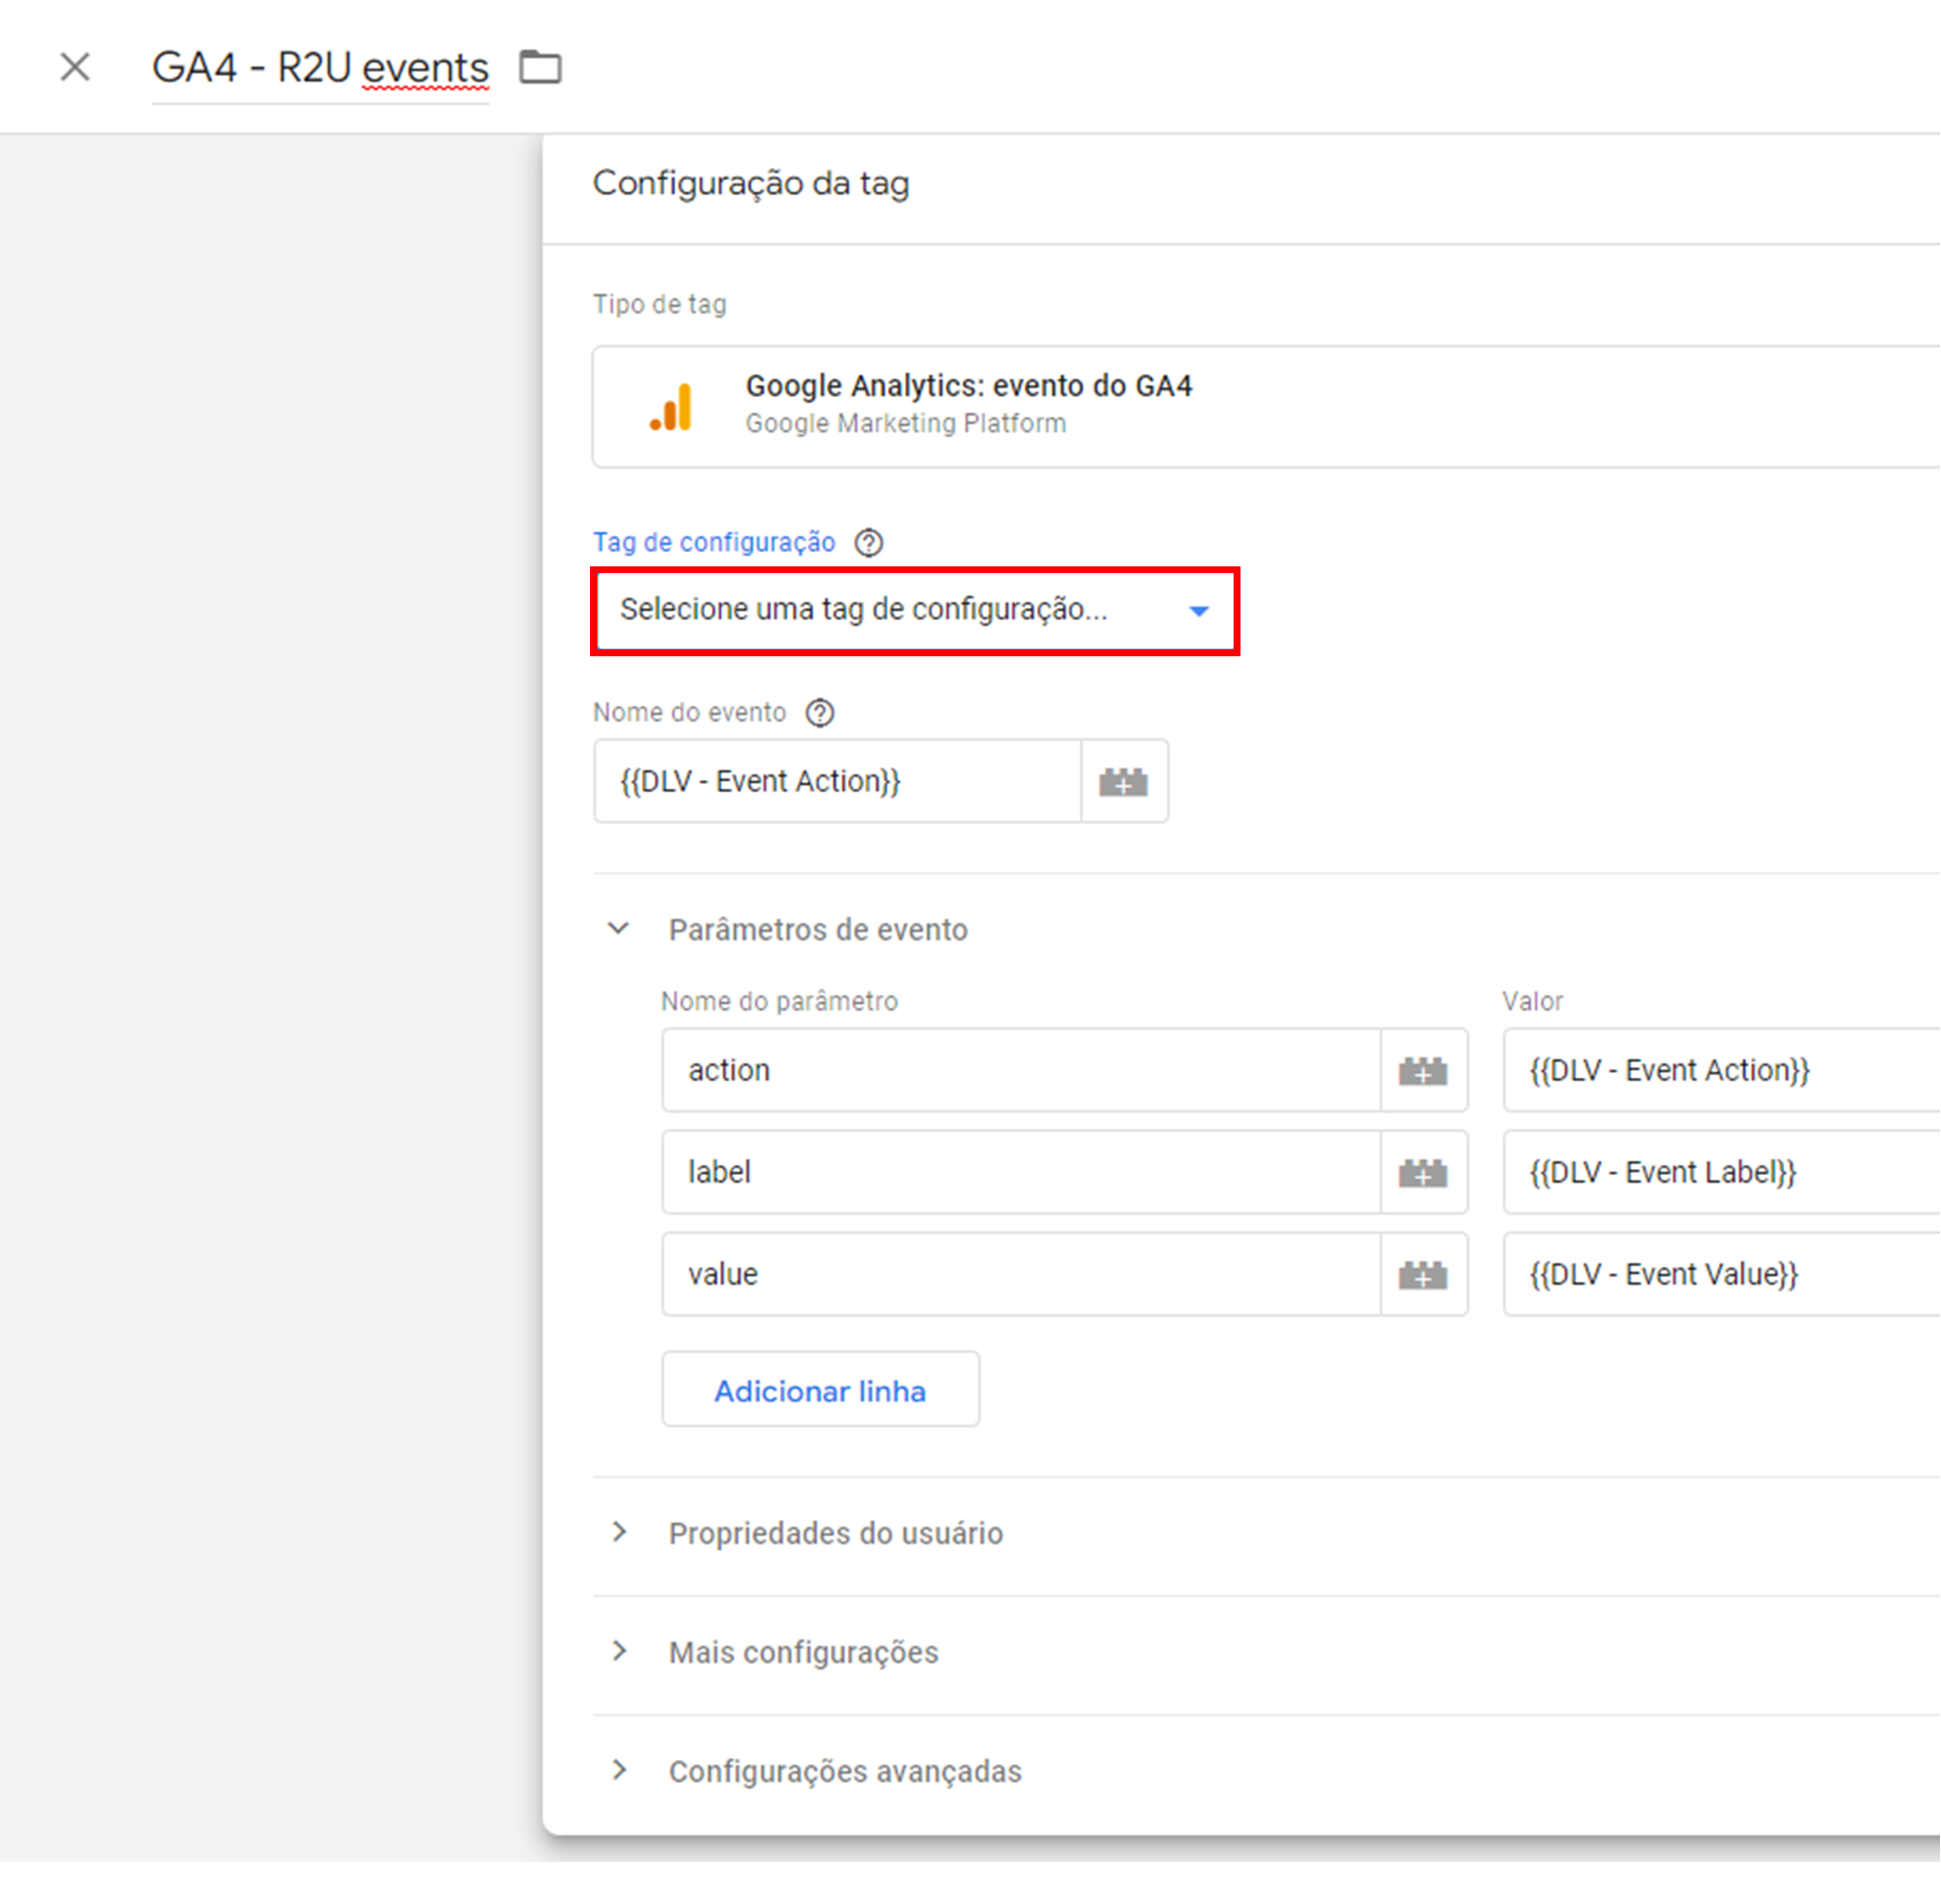 GA4 - R2U events
Configuração da tag
Tipo de tag
Google Analytics: evento do GA4
Google Marketing Platform
Tag de configuração
Selecione uma tag de configuração...
Nome do evento
{{DLV - Event Action}}
Parâmetros de evento
Nome do parâmetro Valor
action {{DLV - Event Action}}
label {{DLV - Event Label}}
value {{DLV - Event Value}}
Adicionar linha
Propriedades do usuário
Mais configurações
Configurações avançadas